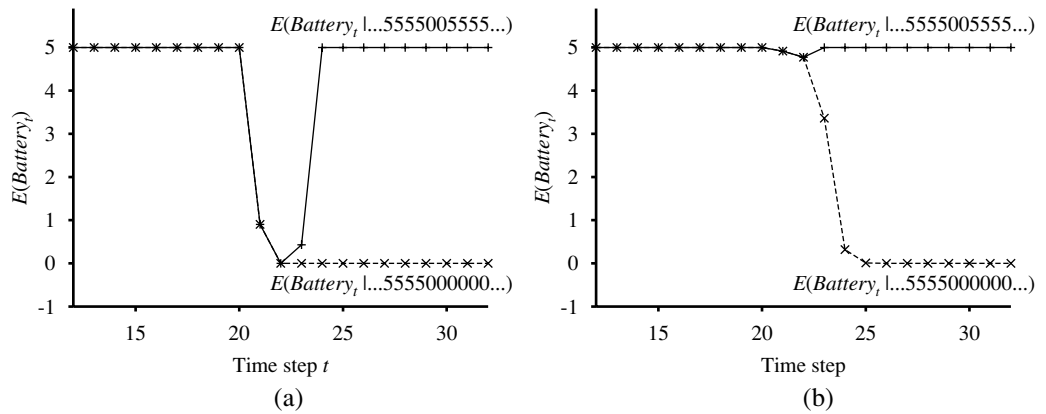 E(Battery_t |...5555005555...)
5
4
3
2
1
0
-1
E(Battery_t)
E(Battery_t |...5555000000...)
15 20 25 30
Time step t
(a)
E(Battery_t |...5555005555...)
5
4
3
2
1
0
-1
E(Battery_t)
E(Battery_t |...5555000000...)
15 20 25 30
Time step
(b)